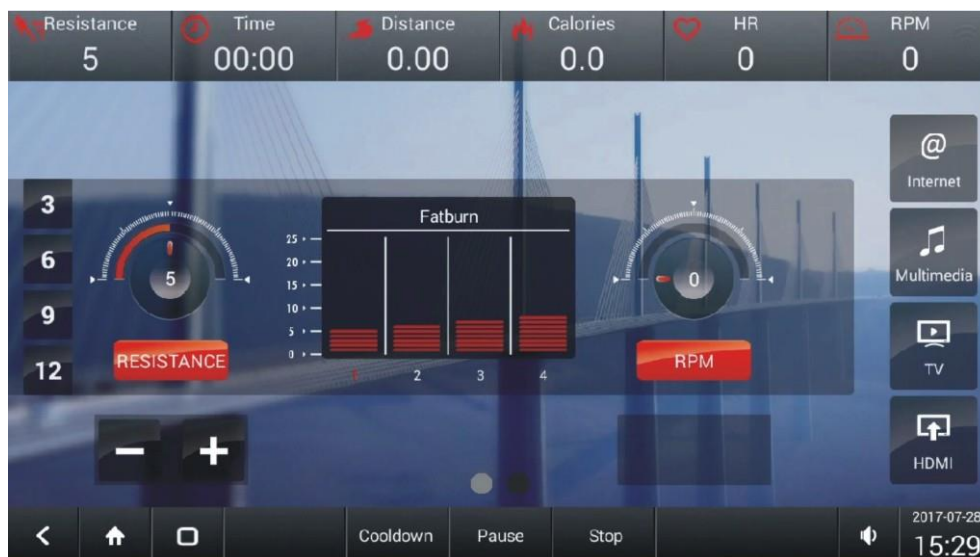 Resistance
5
Time
00:00
Distance
0.00
Calories
0.0
HR
0
RPM
0
@
Internet
Multimedia
TV
HDMI
3
6
9
12
5
RESISTANCE
Fatburn
25
20
15
10
5
0
1 2 3 4
0
RPM
− +
Cooldown Pause Stop
2017-07-28
15:29